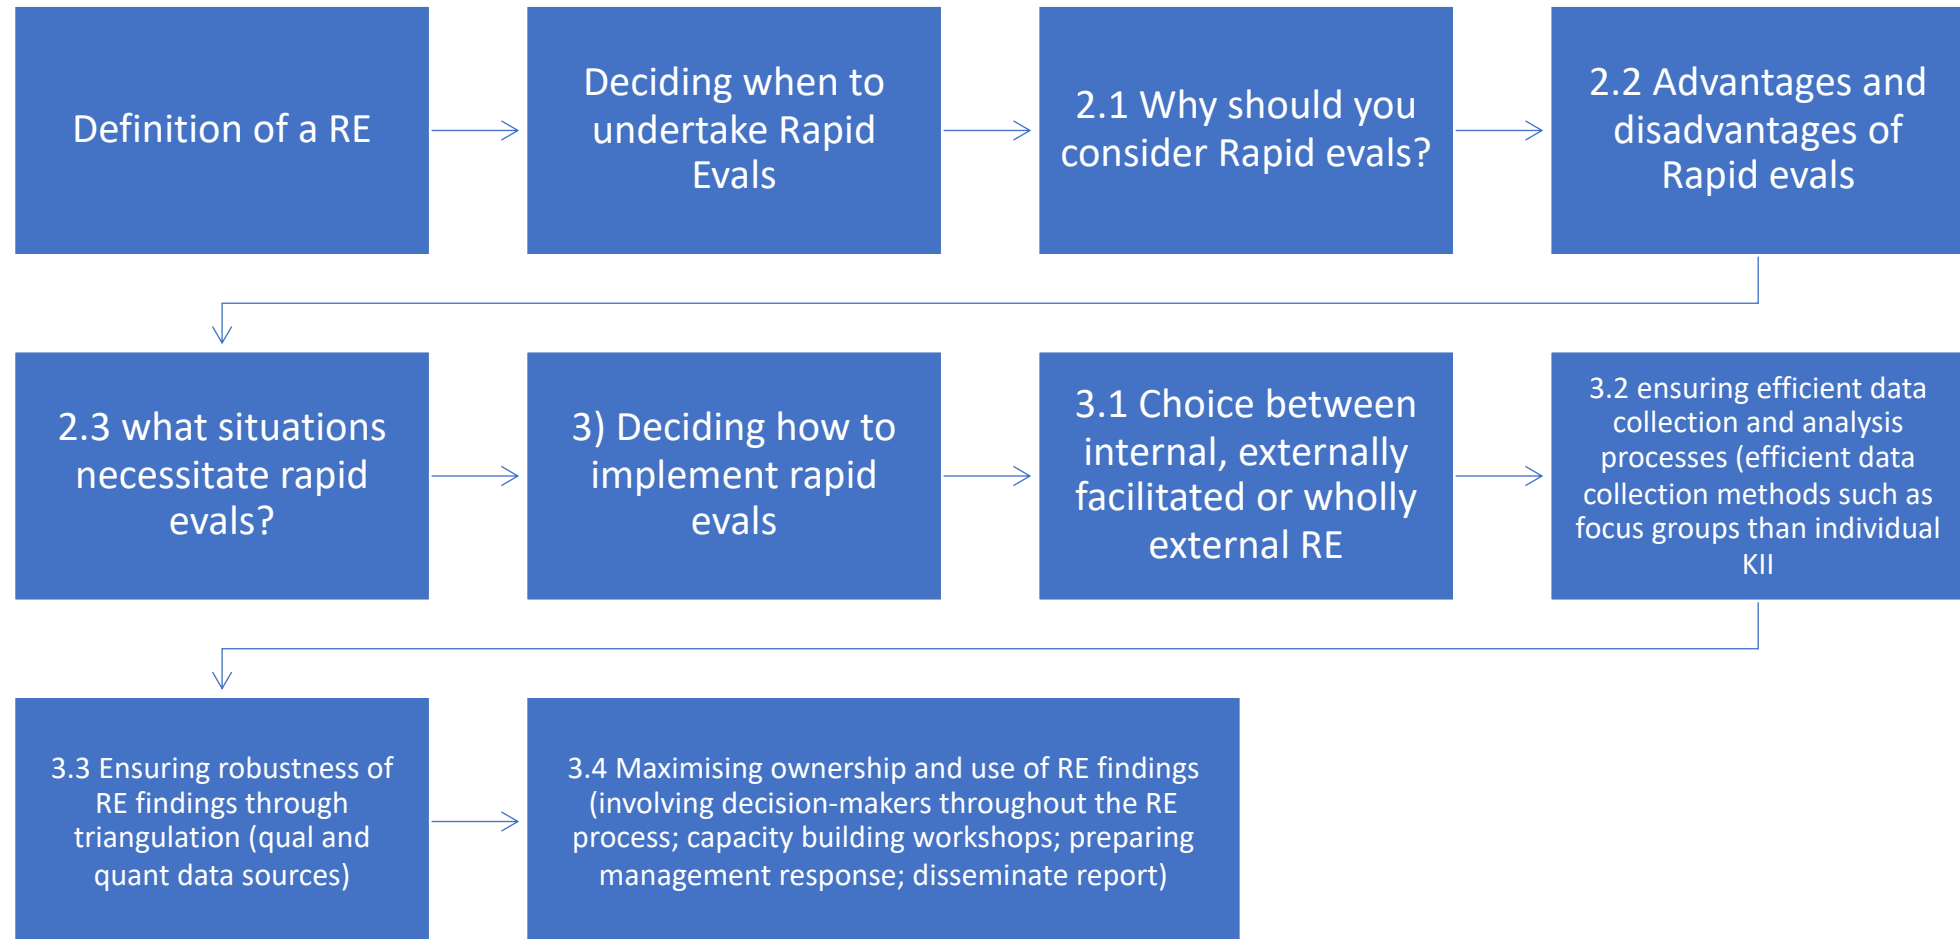 Definition of a RE
Deciding when to
undertake Rapid
Evals
2.1 Why should you
consider Rapid evals?
2.2 Advantages and
disadvantages of
Rapid evals
2.3 what situations
necessitate rapid
evals?
3) Deciding how to
implement rapid
evals
3.1 Choice between
internal, externally
facilitated or wholly
external RE
3.2 ensuring efficient data
collection and analysis
processes (efficient data
collection methods such as
focus groups than individual
KII
3.3 Ensuring robustness of
RE findings through
triangulation (qual and
quant data sources)
3.4 Maximising ownership and use of RE findings
(involving decision-makers throughout the RE
process; capacity building workshops; preparing
management response; disseminate report)